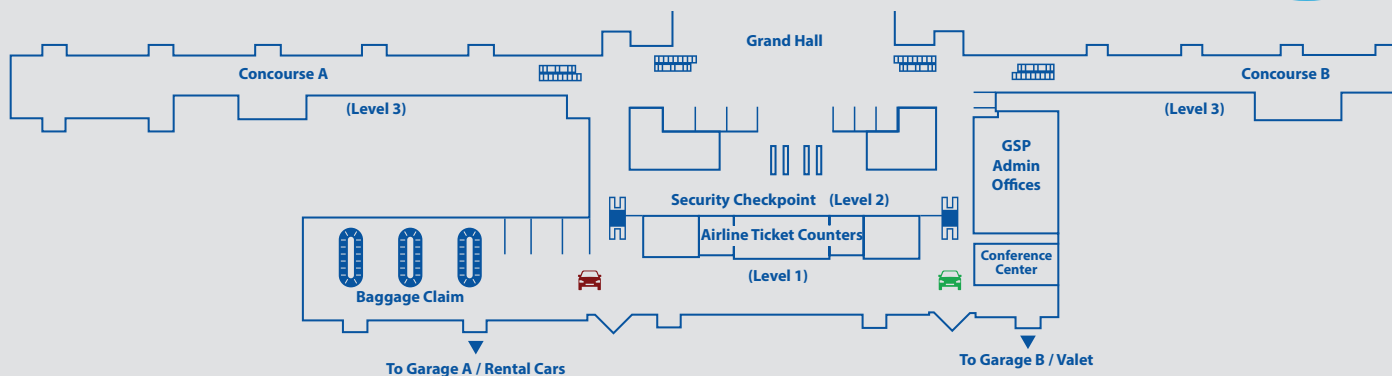 Grand Hall
Concourse A
Concourse B
(Level 3)
(Level 3)
GSP
Admin
Offices
Security Checkpoint (Level 2)
Airline Ticket Counters
(Level 1)
Conference
Center
Baggage Claim
To Garage A / Rental Cars
To Garage B / Valet